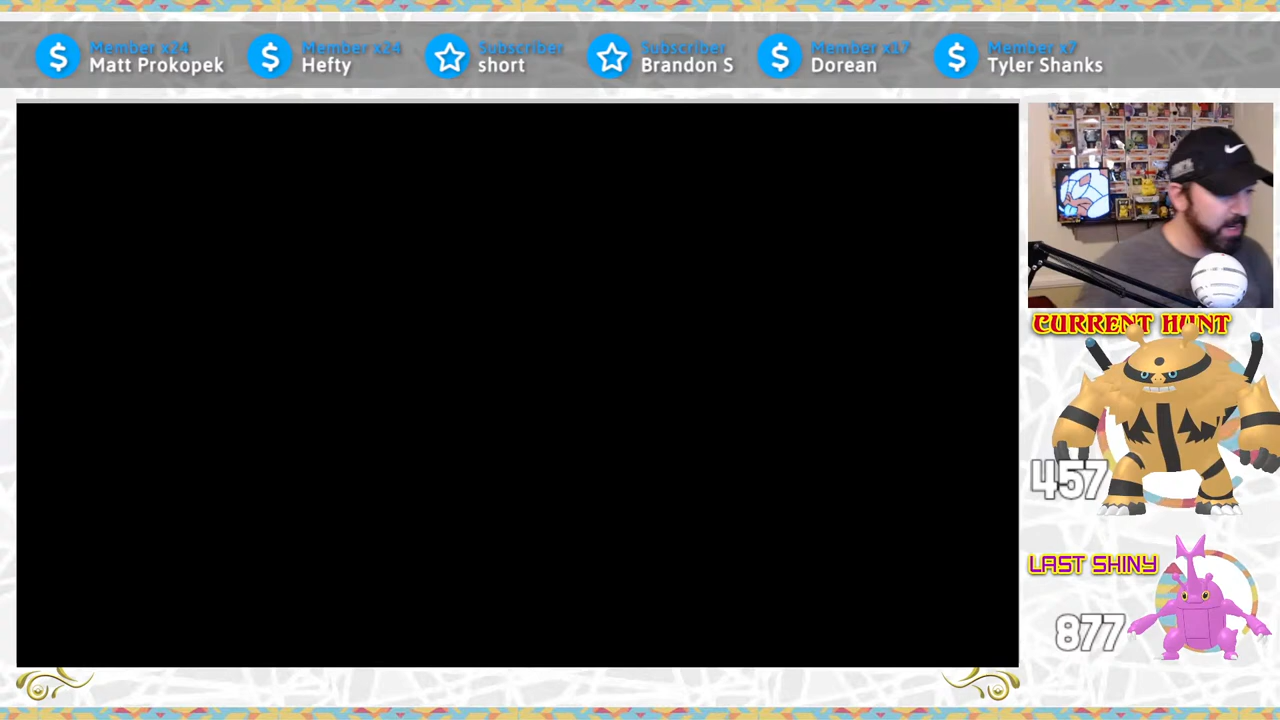 Member x24
Matt Prokopek
Member x24
Hefty
Subscriber
short
Subscriber
Brandon S
Member x17
Dorean
Member x7
Tyler Shanks
CURRENT HUNT
457
LAST SHINY
877